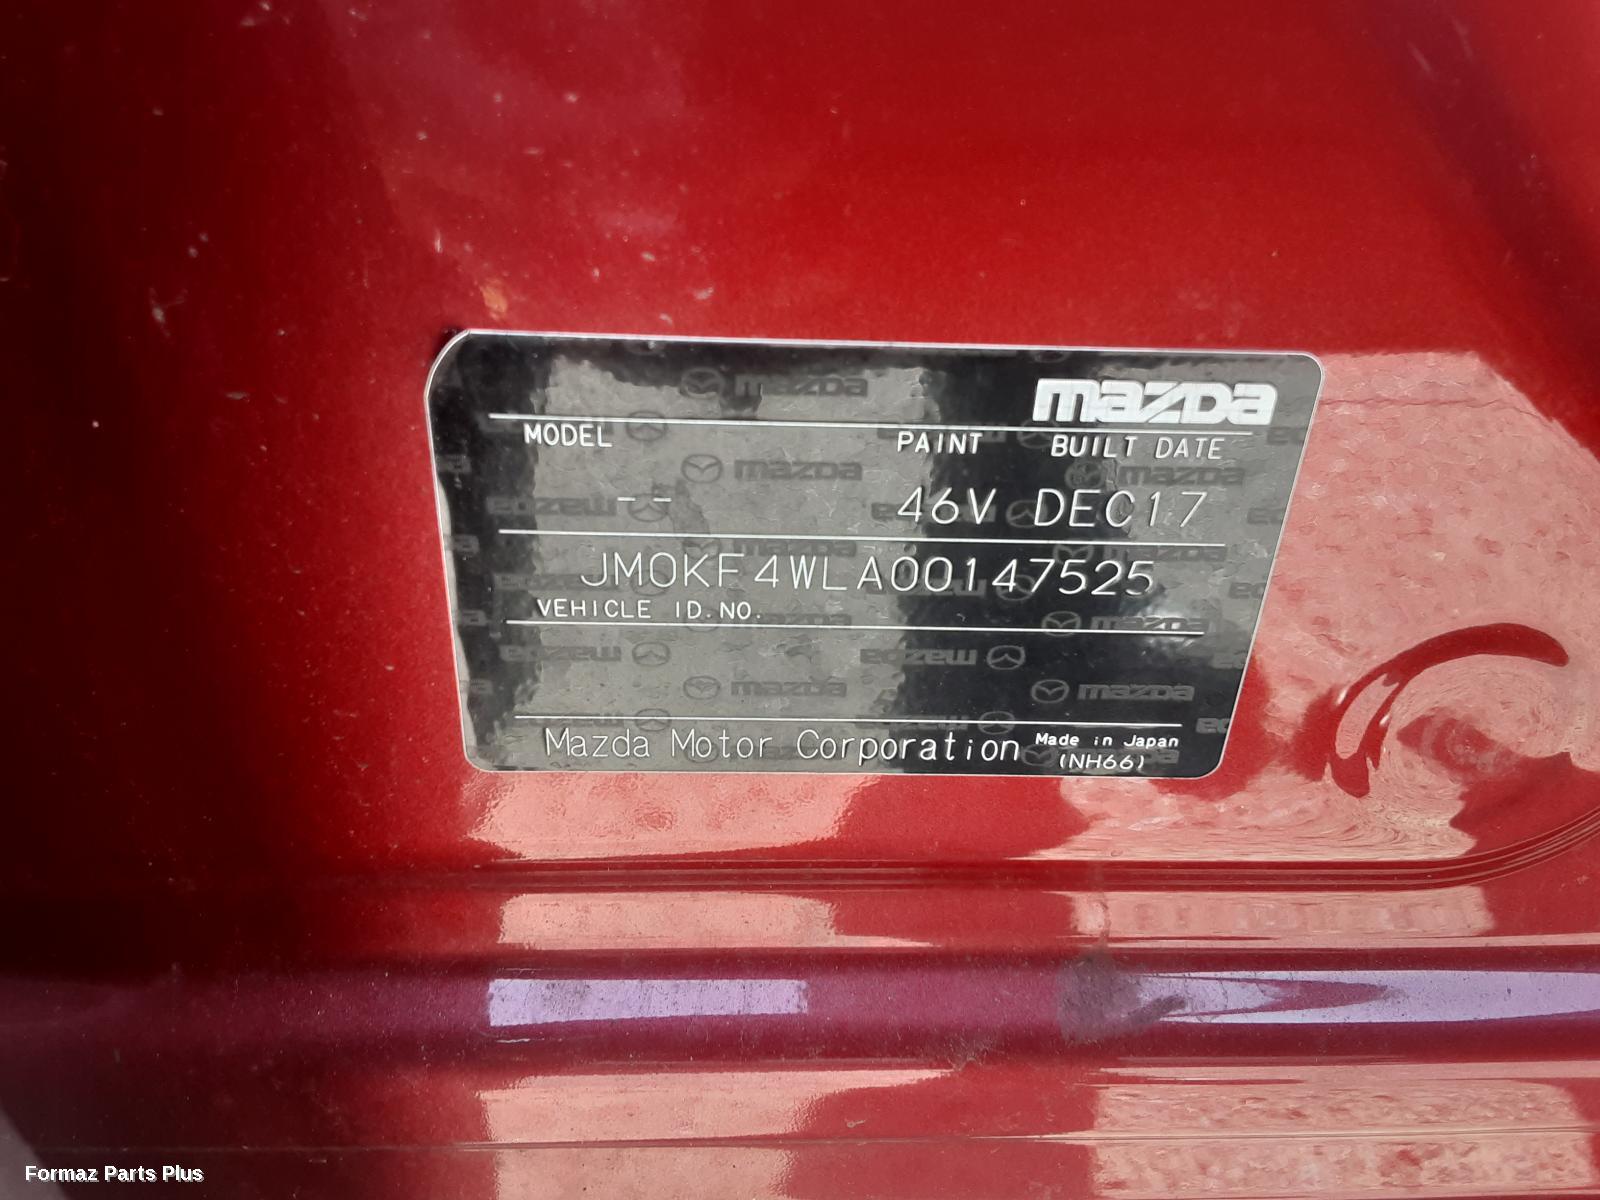 mazda
MODEL PAINT BUILT DATE
-- 46V DEC17
JM0KF4WLA00147525
VEHICLE ID.NO.
Mazda Motor Corporation Made in Japan
(NH66)
Formaz Parts Plus